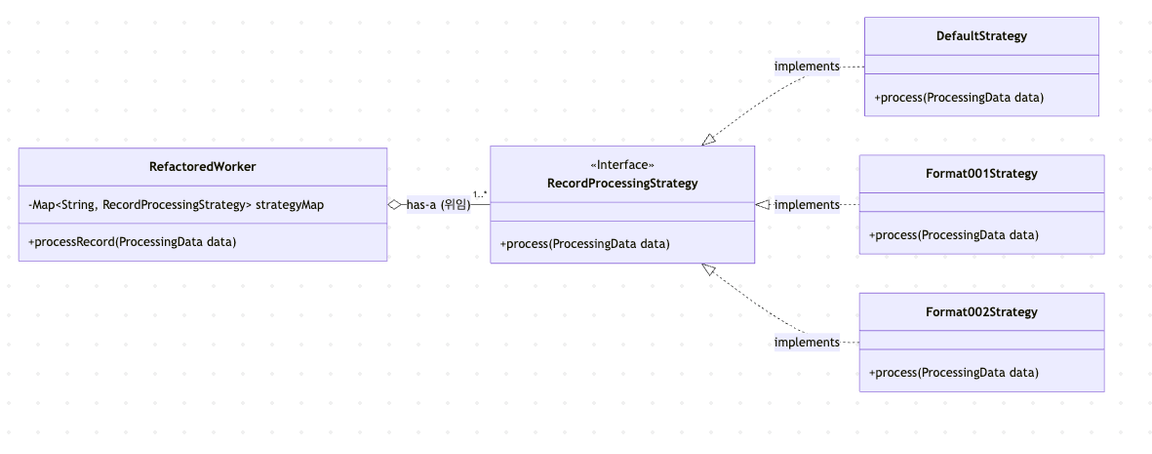 RefactoredWorker
-Map<String, RecordProcessingStrategy> strategyMap
+processRecord(ProcessingData data)
has-a (위임)
1..*
«Interface»
RecordProcessingStrategy
+process(ProcessingData data)
implements
DefaultStrategy
+process(ProcessingData data)
implements
Format001Strategy
+process(ProcessingData data)
implements
Format002Strategy
+process(ProcessingData data)